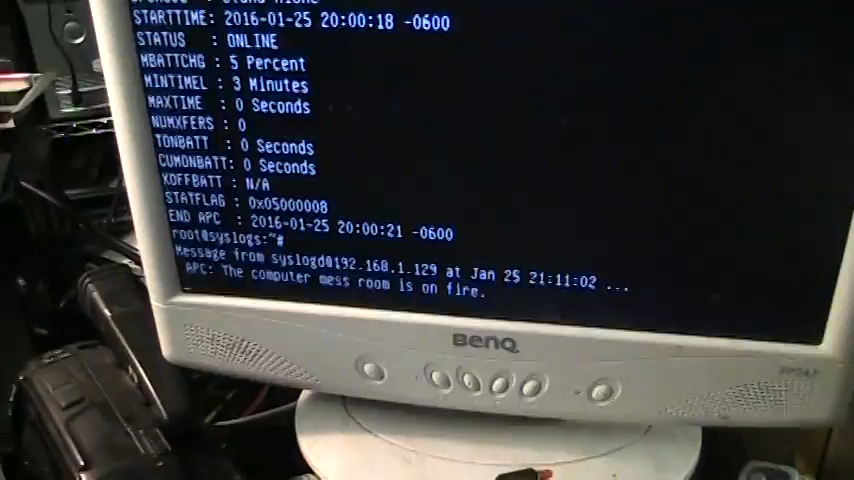 STARTTIME: 2016-01-25 20:00:18 -0600
STATUS : ONLINE
MBATTCHG : 5 Percent
MINTIMEL : 3 Minutes
MAXTIME : 0 Seconds
NUMXFERS : 0
TONBATT : 0 Seconds
CUMONBATT: 0 Seconds
XOFFBATT : N/A
STATFLAG : 0x05000008
END APC : 2016-01-25 20:00:21 -0600
root@syslogs:~#
Message from syslogd@192.168.1.129 at Jan 25 21:11:02 ...
APC: The computer mess room is on fire.
BenQ